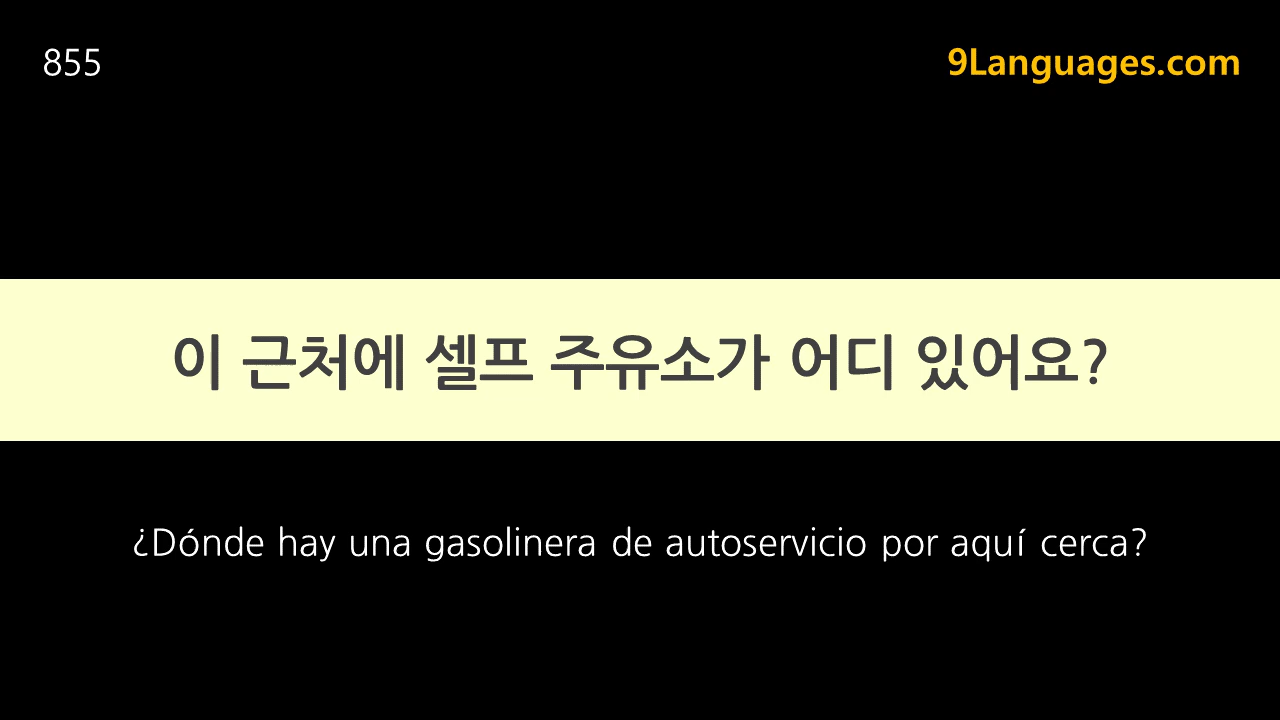 855
9Languages.com
이 근처에 셀프 주유소가 어디 있어요?
¿Dónde hay una gasolinera de autoservicio por aquí cerca?